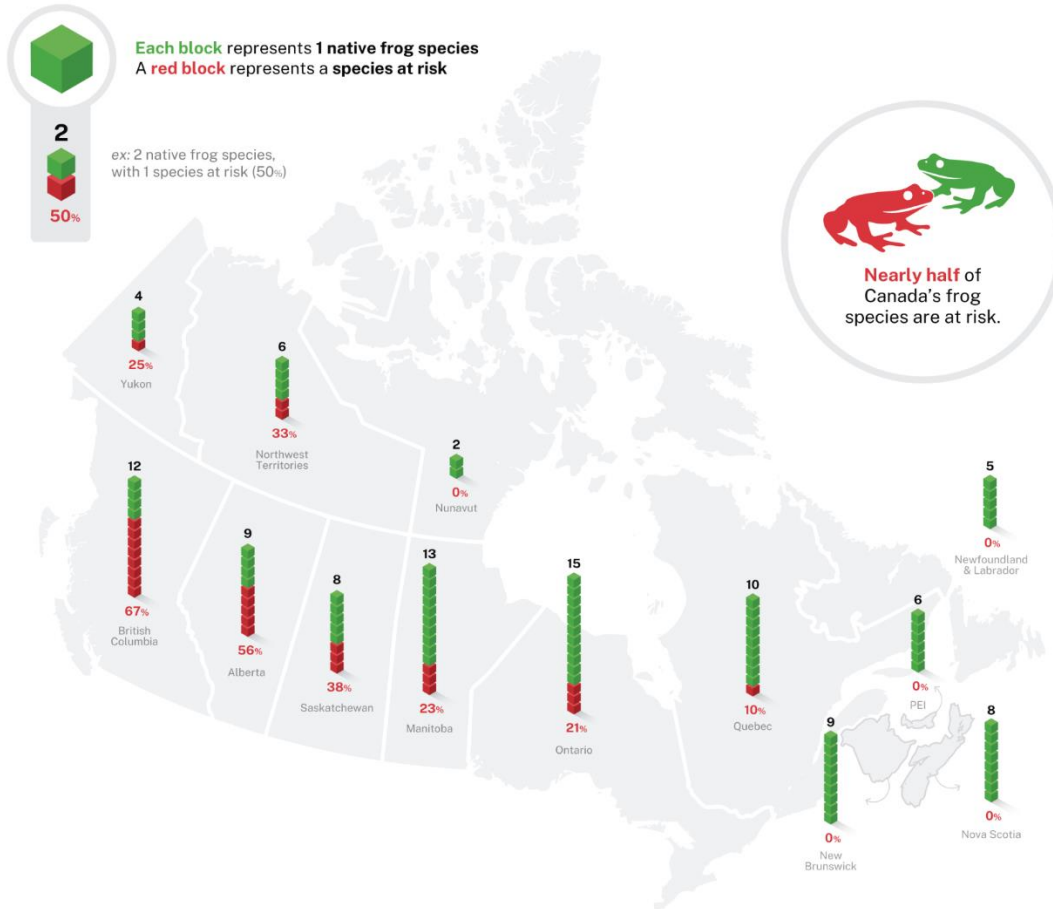 Each block represents 1 native frog species
A red block represents a species at risk
2
ex: 2 native frog species,
with 1 species at risk (50%)
50%
Nearly half of
Canada's frog
species are at risk.
4
25%
Yukon
6
33%
Northwest
Territories
2
0%
Nunavut
12
67%
British
Columbia
9
56%
Alberta
8
38%
Saskatchewan
13
23%
Manitoba
15
21%
Ontario
10
10%
Quebec
5
0%
Newfoundland
& Labrador
6
0%
PEI
9
0%
New
Brunswick
8
0%
Nova Scotia